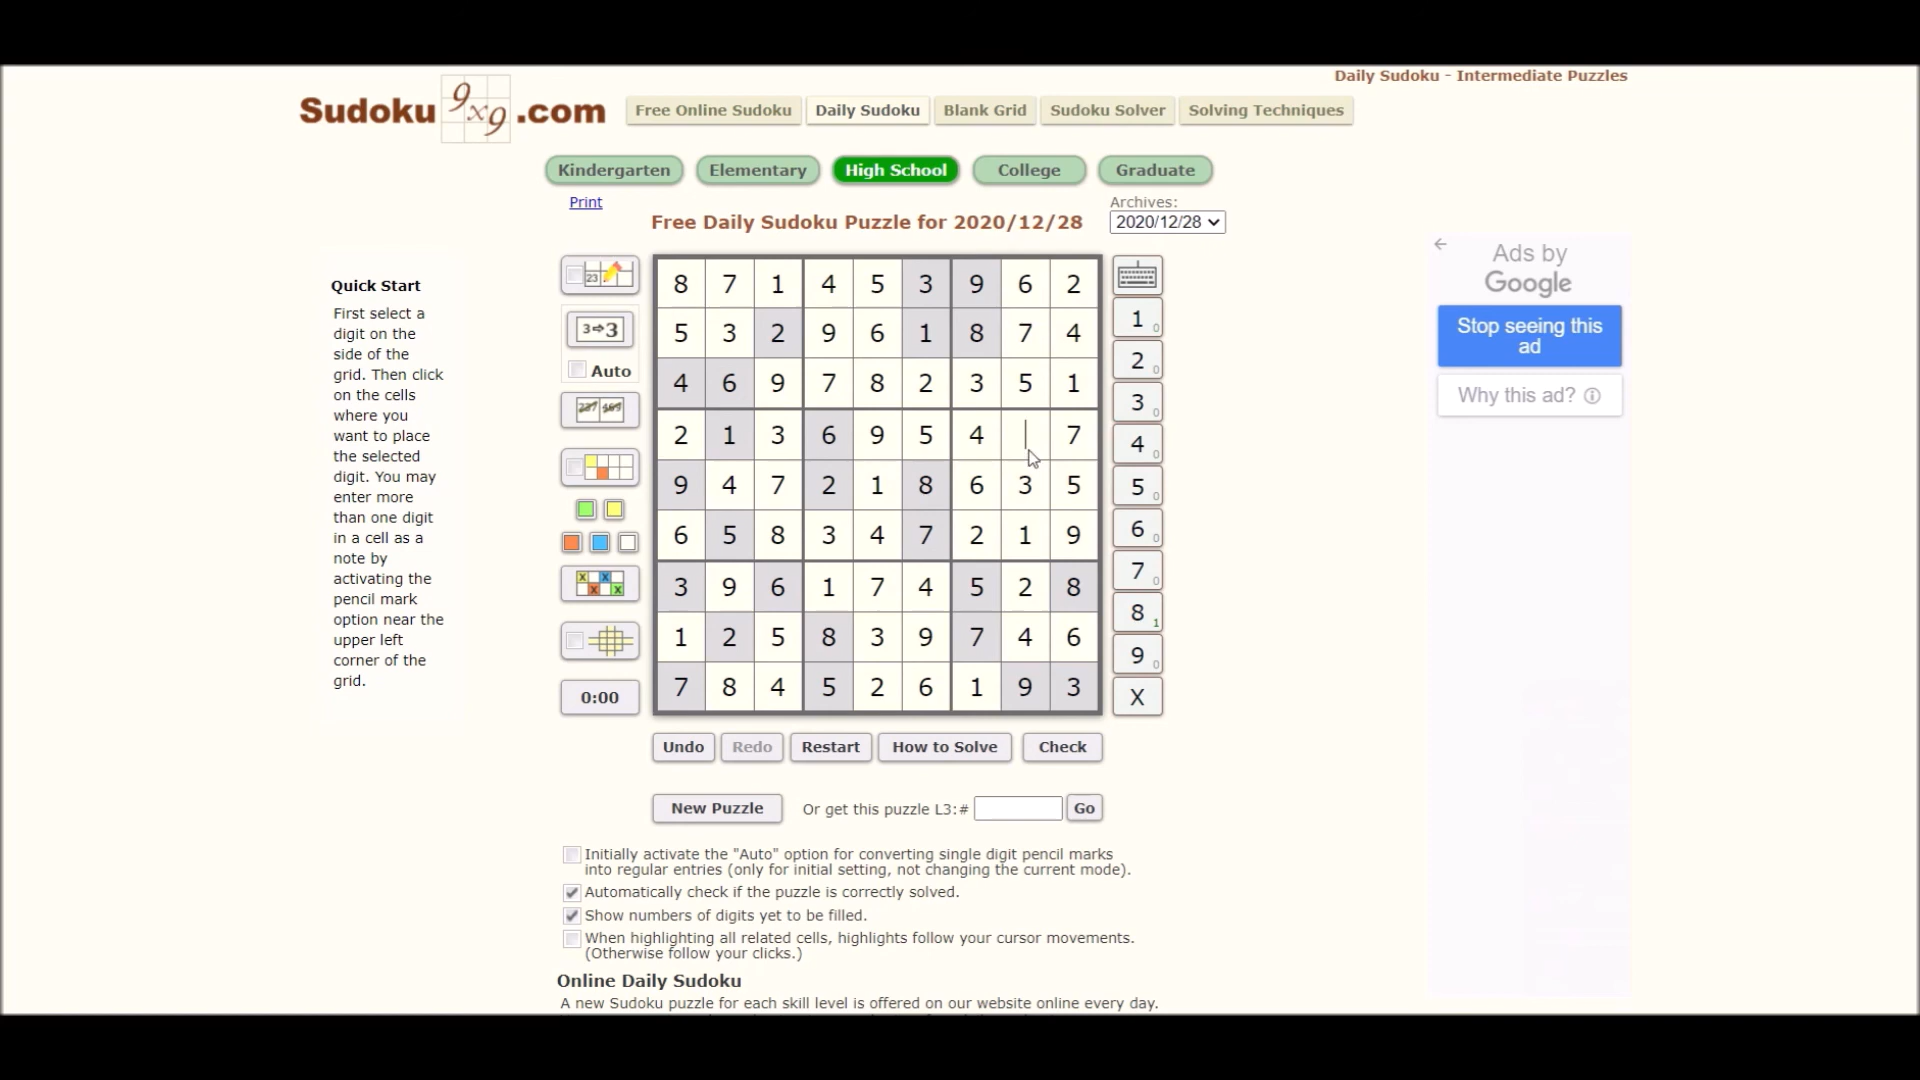 Daily Sudoku - Intermediate Puzzles
Sudoku 9x9 .com
Free Online Sudoku
Daily Sudoku
Blank Grid
Sudoku Solver
Solving Techniques
Kindergarten
Elementary
High School
College
Graduate
Print
Archives:
Free Daily Sudoku Puzzle for 2020/12/28
2020/12/28
Quick Start
First select a
digit on the
side of the
grid. Then click
on the cells
where you
want to place
the selected
digit. You may
enter more
than one digit
in a cell as a
note by
activating the
pencil mark
option near the
upper left
corner of the
grid.
23
3⇨3
Auto
0:00
8 7 1 4 5 3 9 6 2
5 3 2 9 6 1 8 7 4
4 6 9 7 8 2 3 5 1
2 1 3 6 9 5 4 7
9 4 7 2 1 8 6 3 5
6 5 8 3 4 7 2 1 9
3 9 6 1 7 4 5 2 8
1 2 5 8 3 9 7 4 6
7 8 4 5 2 6 1 9 3
1 0
2 0
3 0
4 0
5 0
6 0
7 0
8 1
9 0
X
Ads by
Google
Stop seeing this
ad
Why this ad?
Undo
Redo
Restart
How to Solve
Check
New Puzzle
Or get this puzzle L3:#
Go
Initially activate the "Auto" option for converting single digit pencil marks
into regular entries (only for initial setting, not changing the current mode).
Automatically check if the puzzle is correctly solved.
Show numbers of digits yet to be filled.
When highlighting all related cells, highlights follow your cursor movements.
(Otherwise follow your clicks.)
Online Daily Sudoku
A new Sudoku puzzle for each skill level is offered on our website online every day.